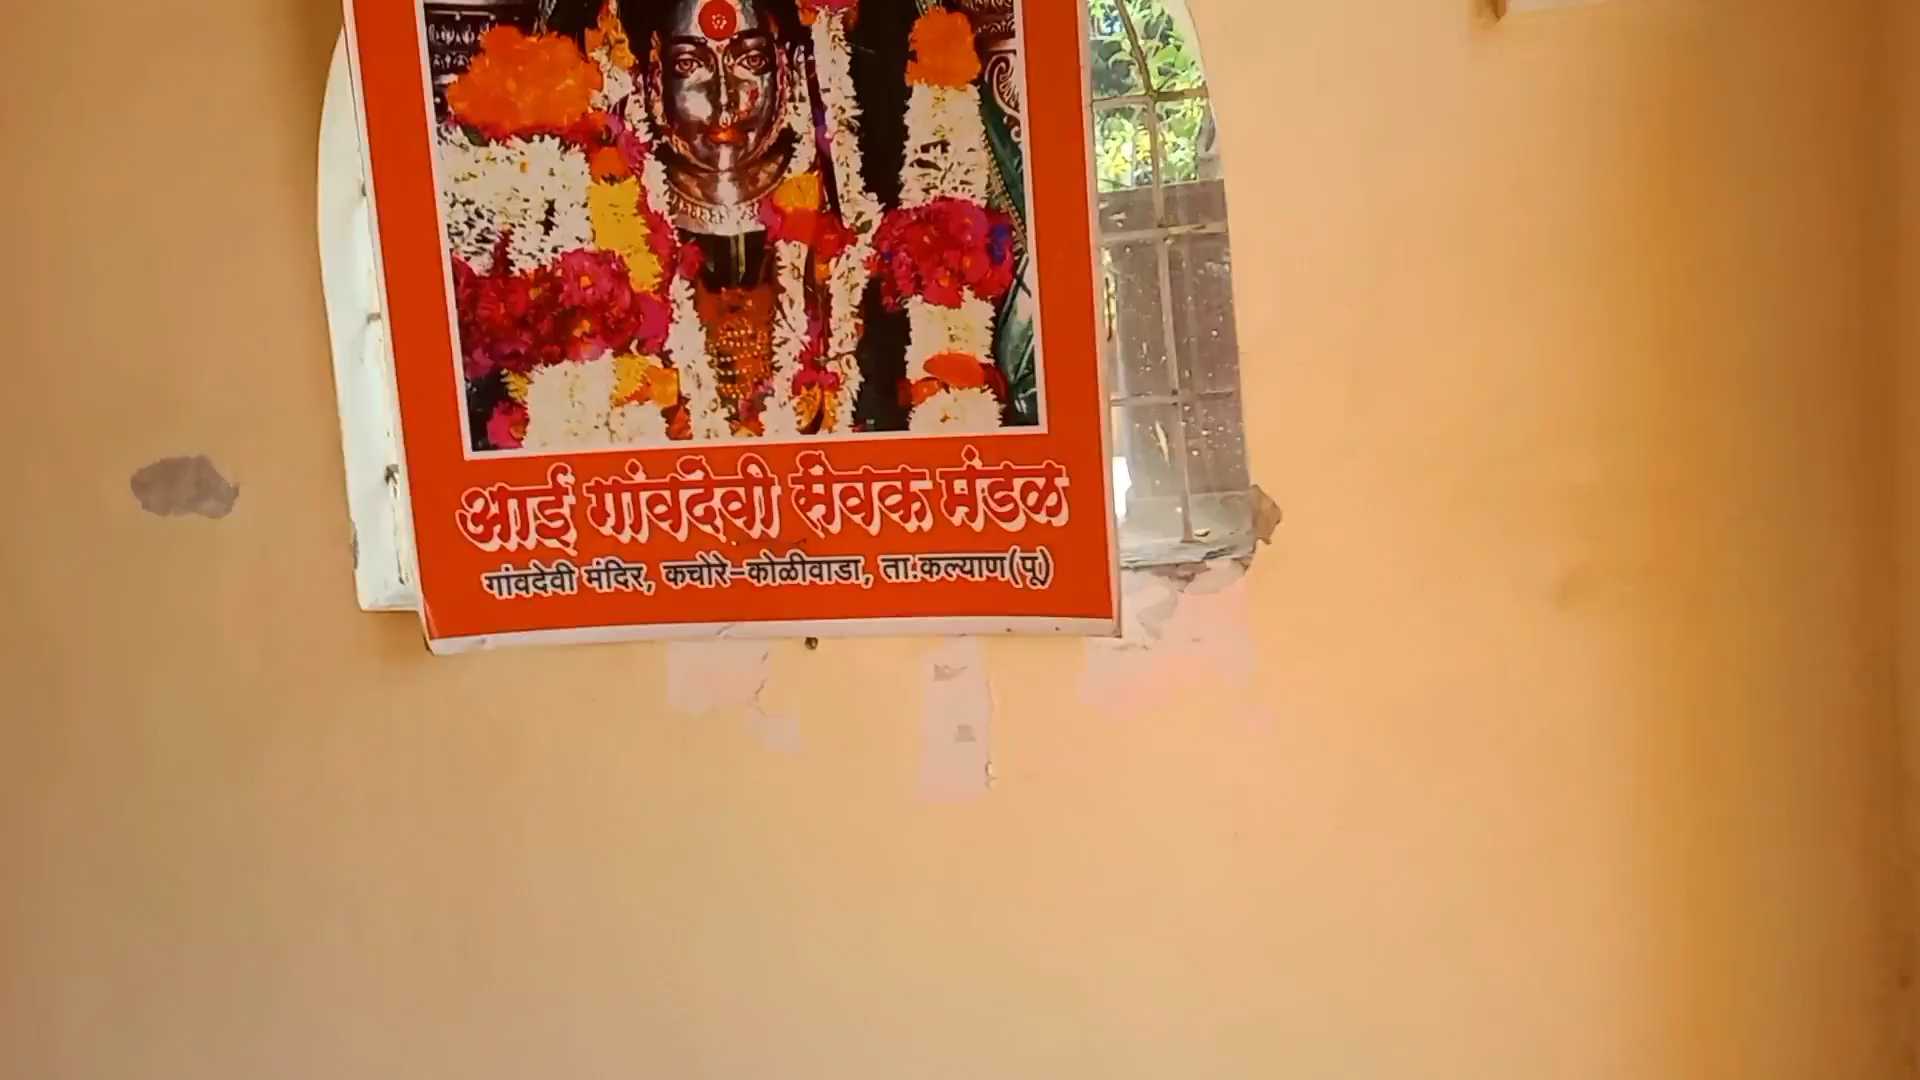 आई गांवदेवी सेवक मंडळ
गांवदेवी मंदिर, कचोरे-कोळीवाडा, ता.कल्याण(पू)